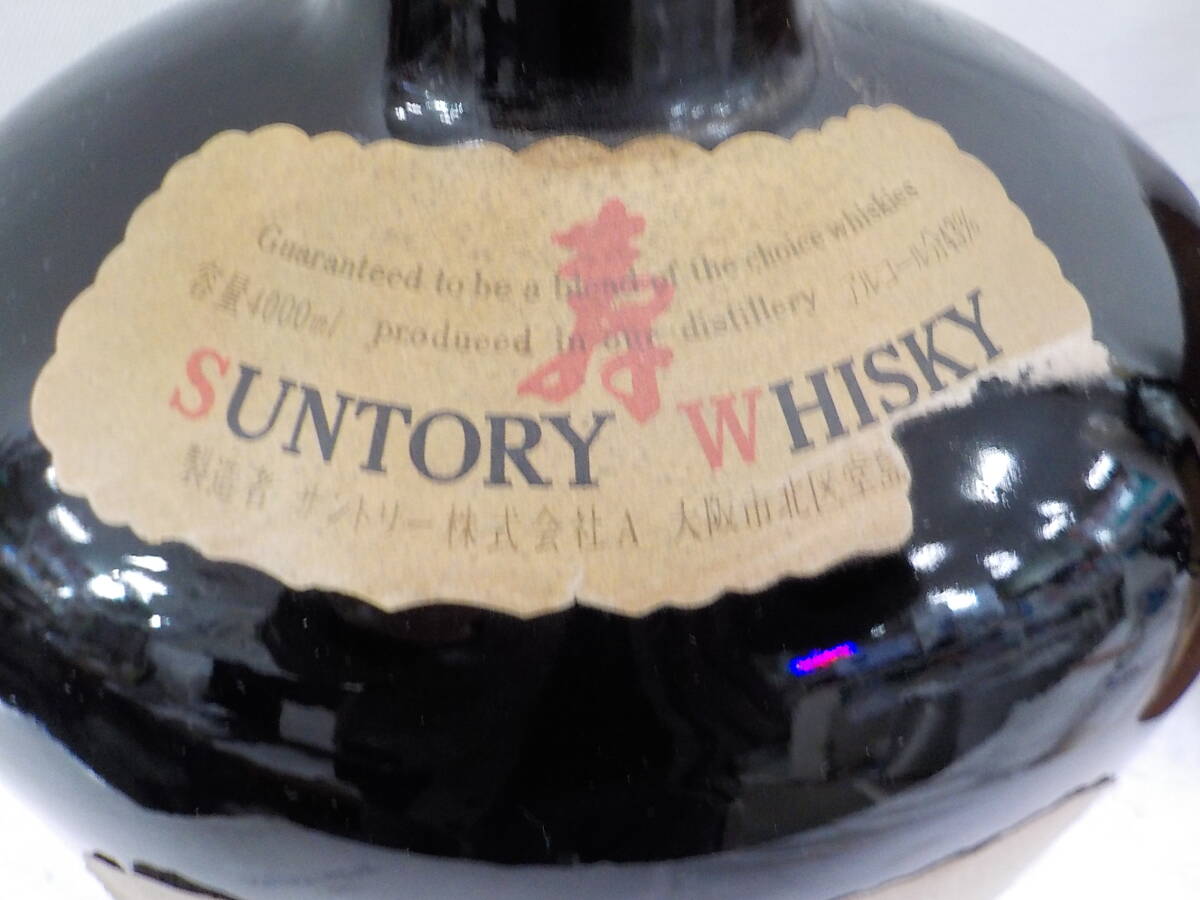 寿
Guaranteed to be a blend of the choice whiskies
容量4000ml produced in our distillery アルコール分43%
SUNTORY WHISKY
製造者 サントリー株式会社A 大阪市北区堂島